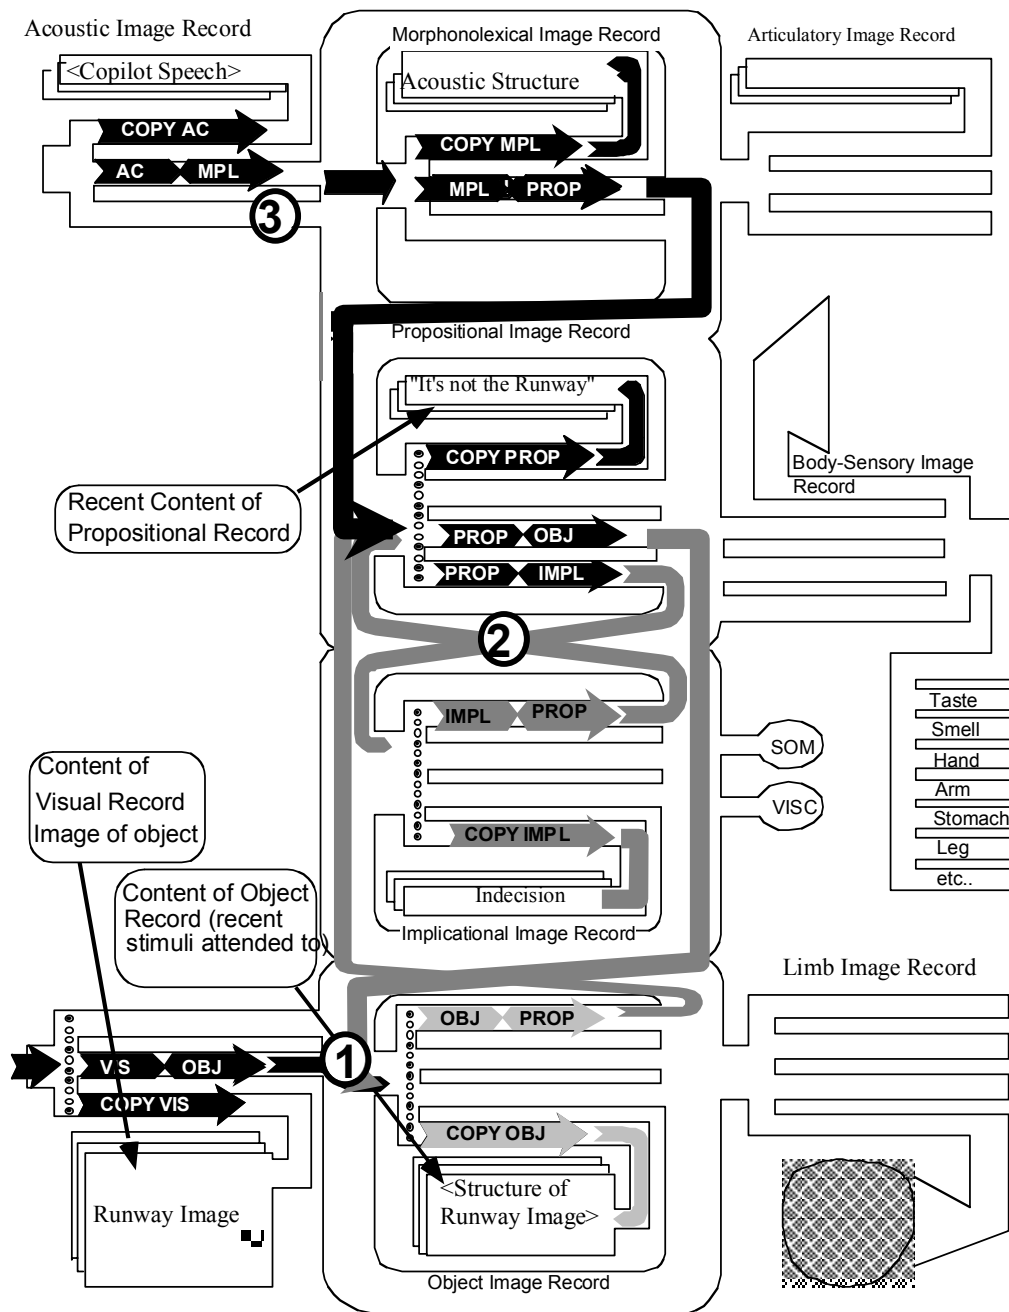 Acoustic Image Record
Morphonolexical Image Record
Articulatory Image Record
<Copilot Speech>
Acoustic Structure
COPY AC
COPY MPL
AC MPL
MPL PROP
3
Propositional Image Record
"It's not the Runway"
COPY PROP
Body-Sensory Image
Record
Recent Content of
Propositional Record
PROP OBJ
PROP IMPL
2
IMPL PROP
Taste
Smell
Hand
Arm
Stomach
Leg
etc..
SOM
VISC
Content of
Visual Record
Image of object
COPY IMPL
Indecision
Implicational Image Record
Content of Object
Record (recent
stimuli attended to)
Limb Image Record
OBJ PROP
1
VIS OBJ
COPY VIS
COPY OBJ
<Structure of
Runway Image>
Runway Image
Object Image Record